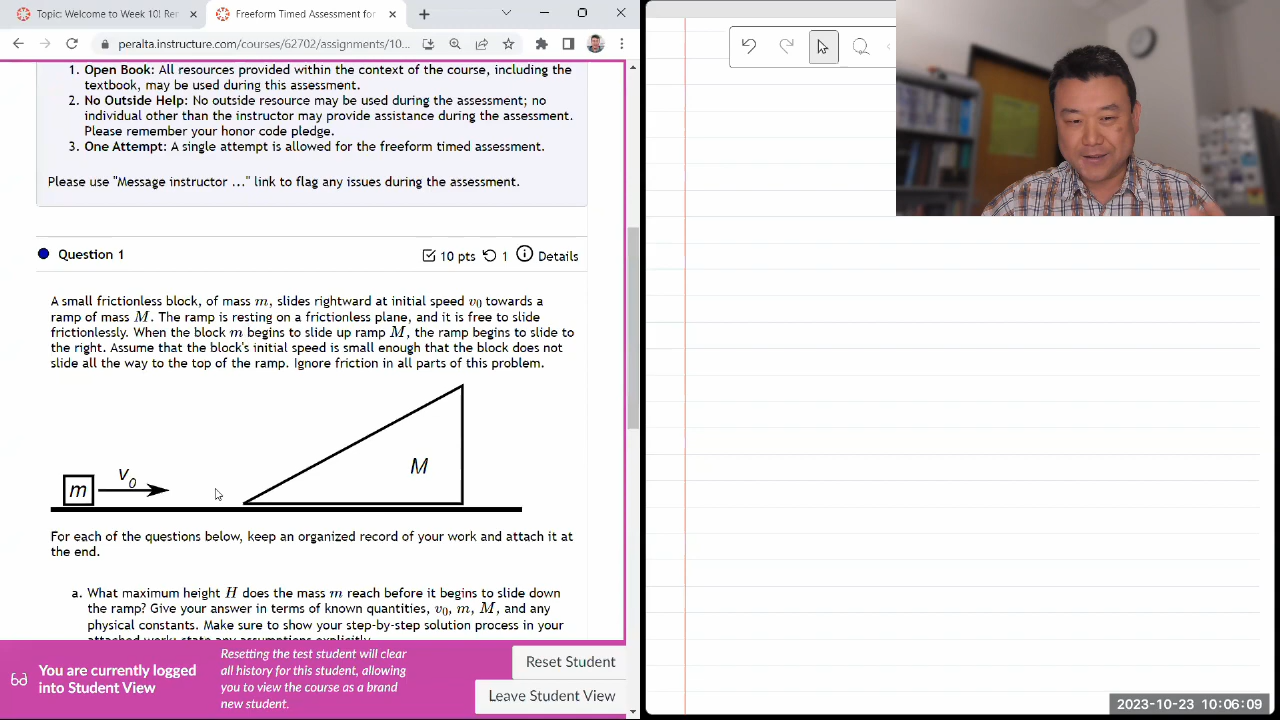 Topic: Welcome to Week 10! Rer
Freeform Timed Assessment for
peralta.instructure.com/courses/62702/assignments/10...
1. Open Book: All resources provided within the context of the course, including the
textbook, may be used during this assessment.
2. No Outside Help: No outside resource may be used during the assessment; no
individual other than the instructor may provide assistance during the assessment.
Please remember your honor code pledge.
3. One Attempt: A single attempt is allowed for the freeform timed assessment.
Please use "Message instructor ..." link to flag any issues during the assessment.
Question 1
10 pts 1 Details
A small frictionless block, of mass m, slides rightward at initial speed v0 towards a
ramp of mass M. The ramp is resting on a frictionless plane, and it is free to slide
frictionlessly. When the block m begins to slide up ramp M, the ramp begins to slide to
the right. Assume that the block's initial speed is small enough that the block does not
slide all the way to the top of the ramp. Ignore friction in all parts of this problem.
M
V0
m
For each of the questions below, keep an organized record of your work and attach it at
the end.
a. What maximum height H does the mass m reach before it begins to slide down
the ramp? Give your answer in terms of known quantities, v0, m, M, and any
physical constants. Make sure to show your step-by-step solution process in your
attached work; state any assumptions explicitly.
You are currently logged
into Student View
Resetting the test student will clear
all history for this student, allowing
you to view the course as a brand
new student.
Reset Student
Leave Student View
2023-10-23 10:06:09